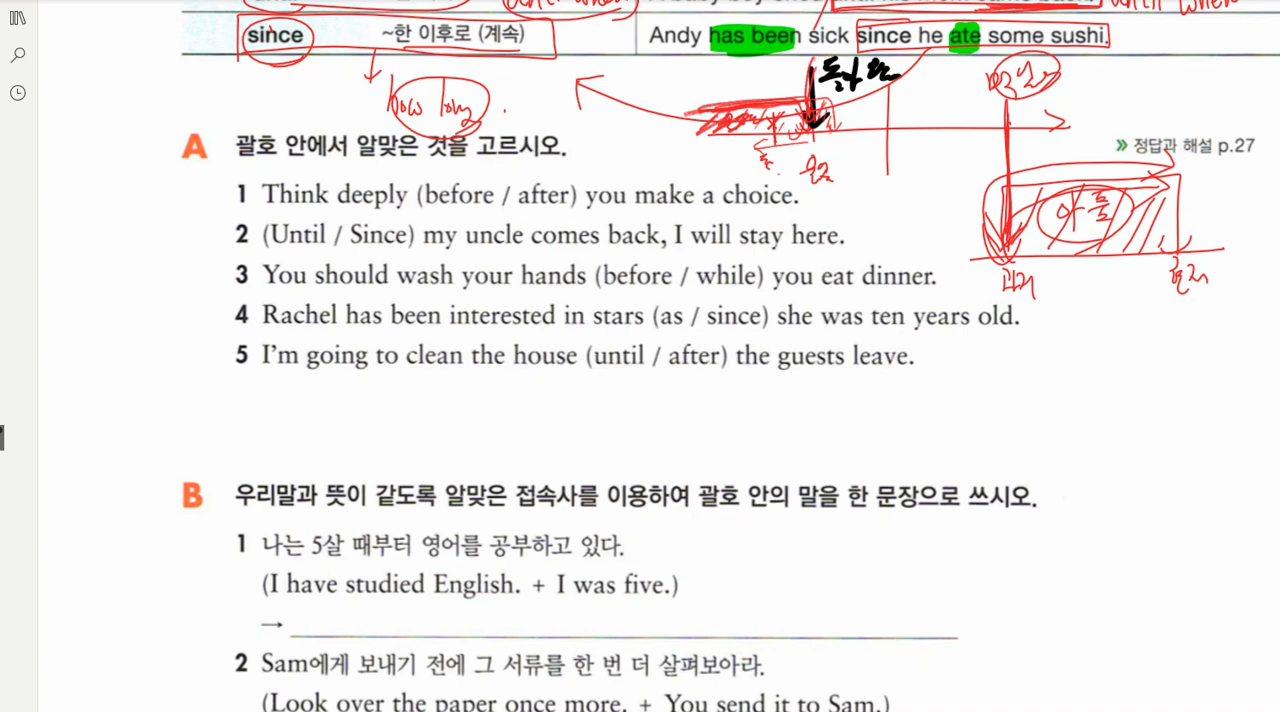 since ~한 이후로 (계속) Andy has been sick since he ate some sushi.
how long.
A 괄호 안에서 알맞은 것을 고르시오.
» 정답과 해설 p.27
1 Think deeply (before / after) you make a choice.
2 (Until / Since) my uncle comes back, I will stay here.
3 You should wash your hands (before / while) you eat dinner.
4 Rachel has been interested in stars (as / since) she was ten years old.
5 I'm going to clean the house (until / after) the guests leave.
아픔
과거
현재
B 우리말과 뜻이 같도록 알맞은 접속사를 이용하여 괄호 안의 말을 한 문장으로 쓰시오.
1 나는 5살 때부터 영어를 공부하고 있다.
(I have studied English. + I was five.)
→
2 Sam에게 보내기 전에 그 서류를 한 번 더 살펴보아라.
(Look over the paper once more. + You send it to Sam.)